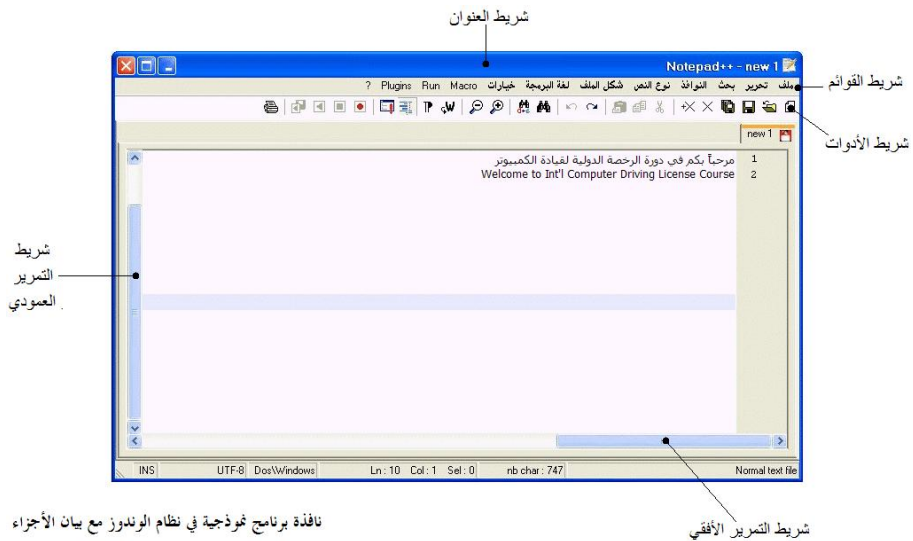 شريط العنوان
Notepad++ - new 1
شريط القوائم
ملف تحرير بحث النوافذ نوع النص شكل الملف لغة البرمجة خيارات Macro Run Plugins ?
شريط الأدوات
new 1
1 مرحباً بكم في دورة الرخصة الدولية لقيادة الكمبيوتر
2 Welcome to Int'l Computer Driving License Course
شريط
التمرير
العمودي
INS UTF-8 Dos\Windows Ln : 10 Col : 1 Sel : 0 nb char : 747 Normal text file
شريط التمرير الأفقي
نافذة برنامج نموذجية في نظام الوندوز مع بيان الأجزاء